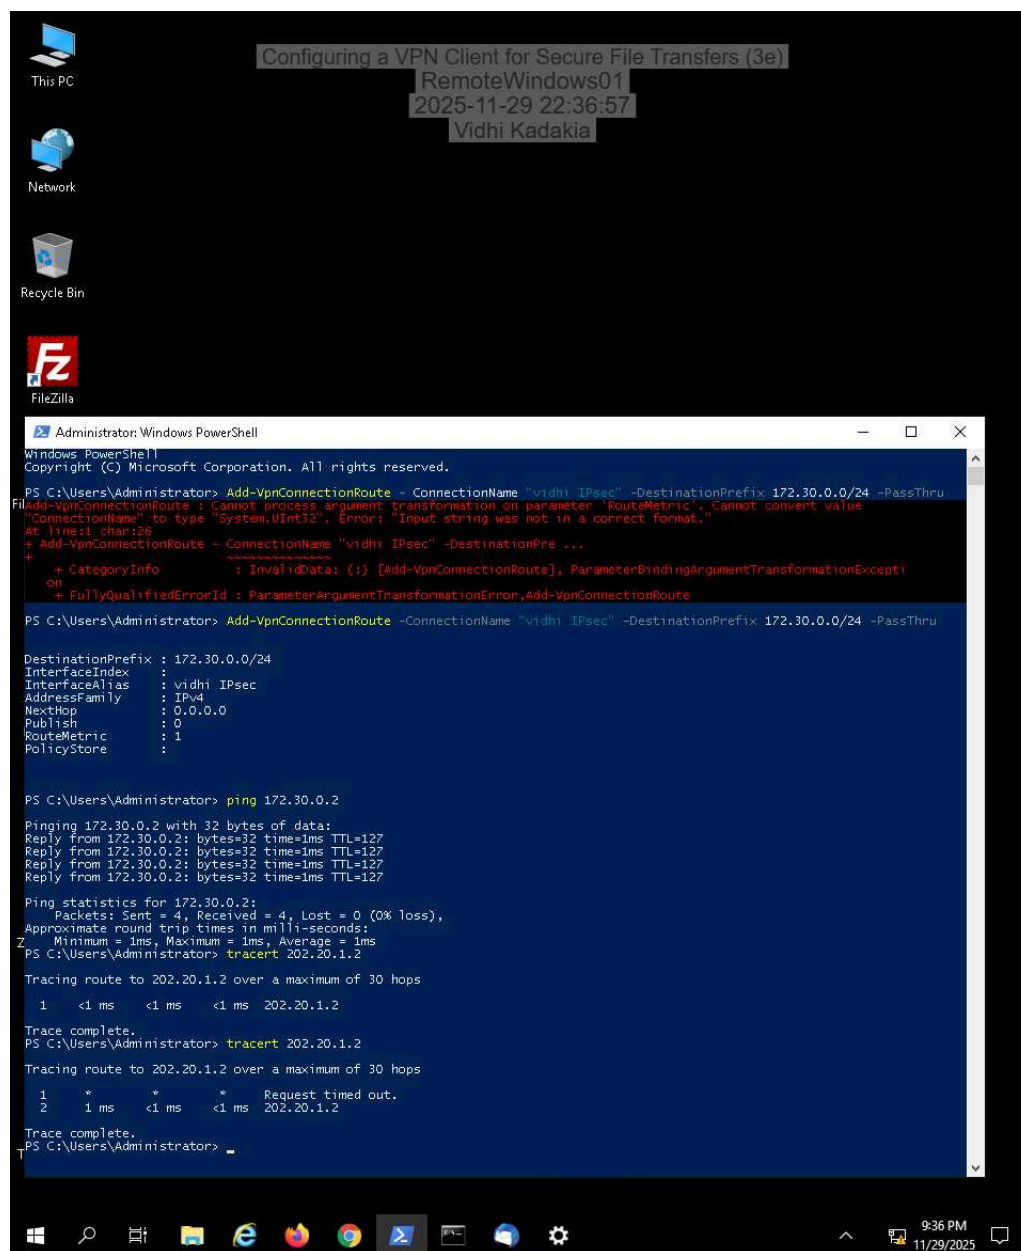 This PC
Configuring a VPN Client for Secure File Transfers (3e)
RemoteWindows01
2025-11-29 22:36:57
Vidhi Kadakia
Network
Recycle Bin
FileZilla
Administrator: Windows PowerShell
Windows PowerShell
Copyright (C) Microsoft Corporation. All rights reserved.
PS C:\Users\Administrator> Add-VpnConnectionRoute - ConnectionName "vidhi IPsec" -DestinationPrefix 172.30.0.0/24 -PassThru
Fil
Add-VpnConnectionRoute : Cannot process argument transformation on parameter 'RouteMetric'. Cannot convert value
"ConnectionName" to type "System.UInt32". Error: "Input string was not in a correct format."
At line:1 char:26
+ Add-VpnConnectionRoute - ConnectionName "vidhi IPsec" -DestinationPre ...
+                          ~~~~~~~~~~~~~~
+ CategoryInfo : InvalidData: (:) [Add-VpnConnectionRoute], ParameterBindingArgumentTransformationExcepti
on
+ FullyQualifiedErrorId : ParameterArgumentTransformationError,Add-VpnConnectionRoute
PS C:\Users\Administrator> Add-VpnConnectionRoute -ConnectionName "vidhi IPsec" -DestinationPrefix 172.30.0.0/24 -PassThru
DestinationPrefix : 172.30.0.0/24
InterfaceIndex :
InterfaceAlias : vidhi IPsec
AddressFamily : IPv4
NextHop : 0.0.0.0
Publish : 0
RouteMetric : 1
PolicyStore :
PS C:\Users\Administrator> ping 172.30.0.2
Pinging 172.30.0.2 with 32 bytes of data:
Reply from 172.30.0.2: bytes=32 time=1ms TTL=127
Reply from 172.30.0.2: bytes=32 time=1ms TTL=127
Reply from 172.30.0.2: bytes=32 time=1ms TTL=127
Reply from 172.30.0.2: bytes=32 time=1ms TTL=127
Ping statistics for 172.30.0.2:
Packets: Sent = 4, Received = 4, Lost = 0 (0% loss),
Approximate round trip times in milli-seconds:
Z
Minimum = 1ms, Maximum = 1ms, Average = 1ms
PS C:\Users\Administrator> tracert 202.20.1.2
Tracing route to 202.20.1.2 over a maximum of 30 hops
1 <1 ms <1 ms <1 ms 202.20.1.2
Trace complete.
PS C:\Users\Administrator> tracert 202.20.1.2
Tracing route to 202.20.1.2 over a maximum of 30 hops
1 * * * Request timed out.
2 1 ms <1 ms <1 ms 202.20.1.2
Trace complete.
PS C:\Users\Administrator> _
T
9:36 PM
11/29/2025